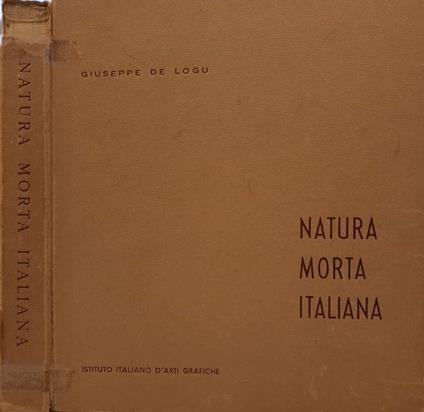 NATURA MORTA ITALIANA
GIUSEPPE DE LOGU
NATURA
MORTA
ITALIANA
ISTITUTO ITALIANO D'ARTI GRAFICHE